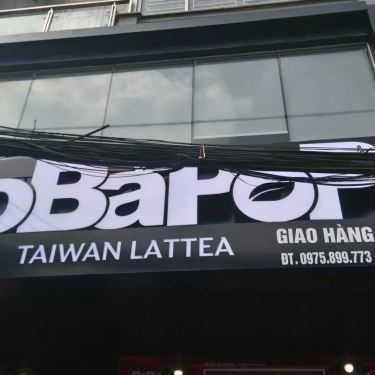 oBaPoP
TAIWAN LATTEA
GIAO HÀNG
ĐT. 0975.899.773